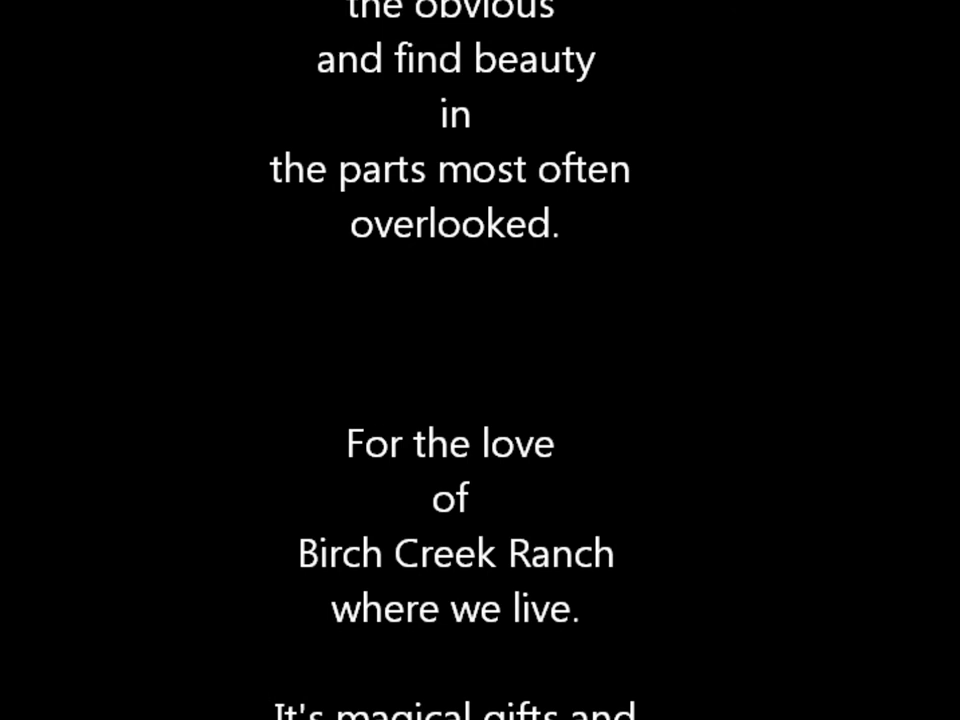 the obvious
and find beauty
in
the parts most often
overlooked.
For the love
of
Birch Creek Ranch
where we live.
It's magical gifts and